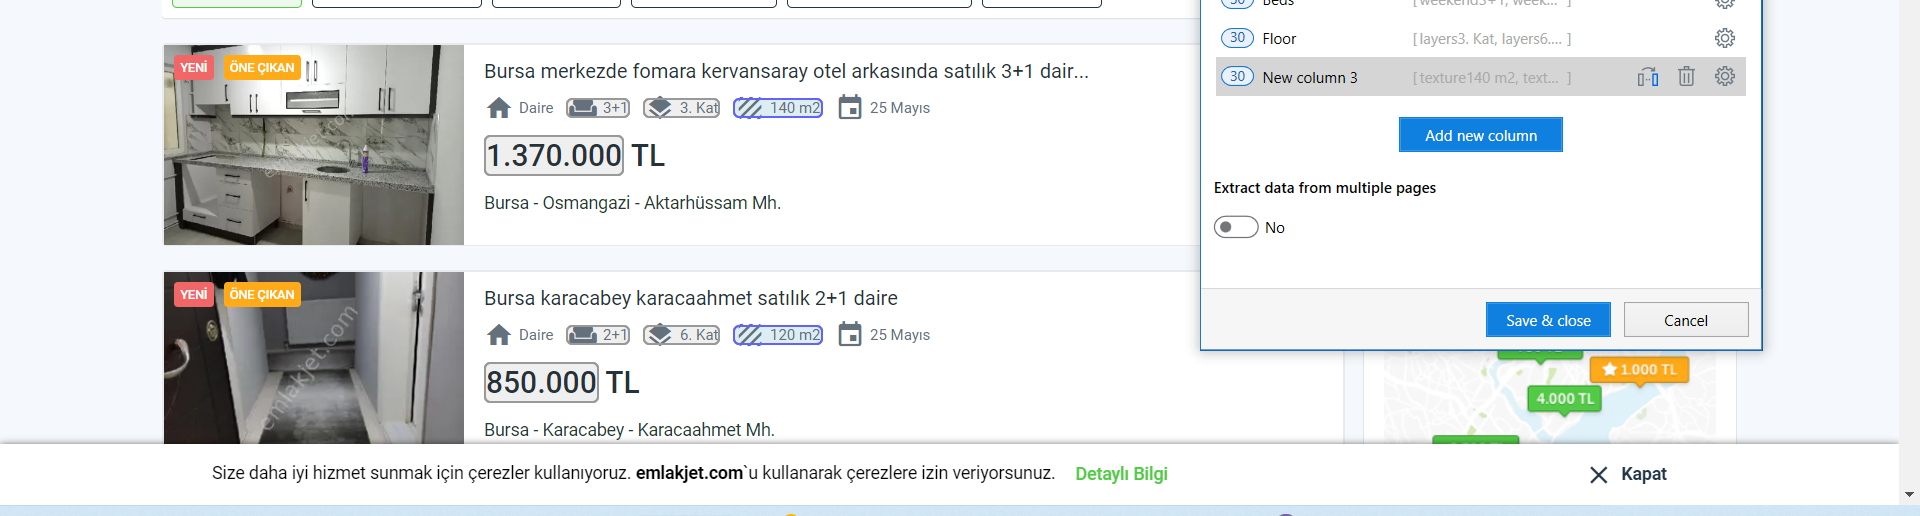 YENİ
ÖNE ÇIKAN
emlakjet.com
Bursa merkezde fomara kervansaray otel arkasında satılık 3+1 dair...
Daire 3+1 3. Kat 140 m2 25 Mayıs
1.370.000 TL
Bursa - Osmangazi - Aktarhüssam Mh.
YENİ
ÖNE ÇIKAN
emlakjet.com
Bursa karacabey karacaahmet satılık 2+1 daire
Daire 2+1 6. Kat 120 m2 25 Mayıs
850.000 TL
Bursa - Karacabey - Karacaahmet Mh.
30 Beds [weekend3+1, week... ]
30 Floor [layers3. Kat, layers6.... ]
30 New column 3 [texture140 m2, text... ]
Add new column
Extract data from multiple pages
No
Save & close Cancel
1.000 TL
4.000 TL
Size daha iyi hizmet sunmak için çerezler kullanıyoruz. emlakjet.com`u kullanarak çerezlere izin veriyorsunuz. Detaylı Bilgi
Kapat